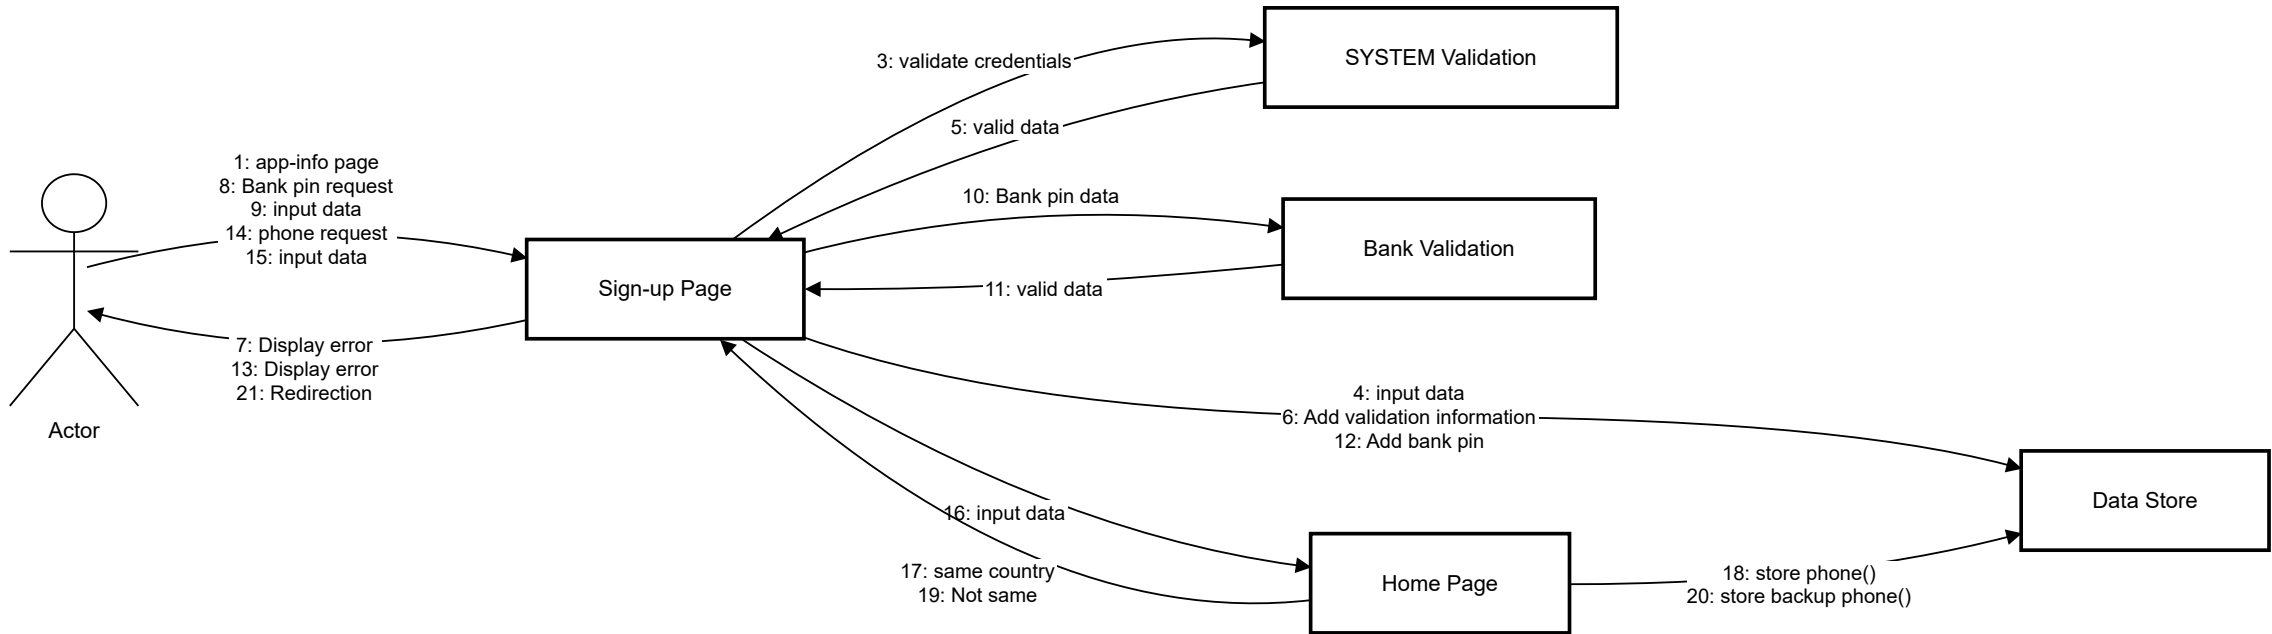 3: validate credentials
SYSTEM Validation
5: valid data
1: app-info page
8: Bank pin request
9: input data
14: phone request
15: input data
10: Bank pin data
Bank Validation
Sign-up Page
11: valid data
7: Display error
13: Display error
21: Redirection
Actor
4: input data
6: Add validation information
12: Add bank pin
Data Store
16: input data
17: same country
19: Not same
Home Page
18: store phone()
20: store backup phone()